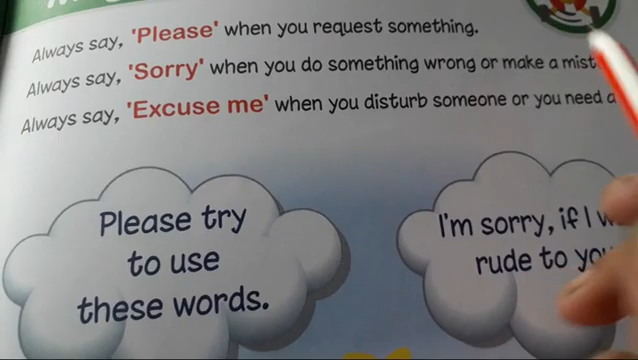 Always say, 'Please' when you request something.
Always say, 'Sorry' when you do something wrong or make a
Always say, 'Excuse me' when you disturb someone or you need a
Please try
to use
these words.
I'm sorry, if I
rude to